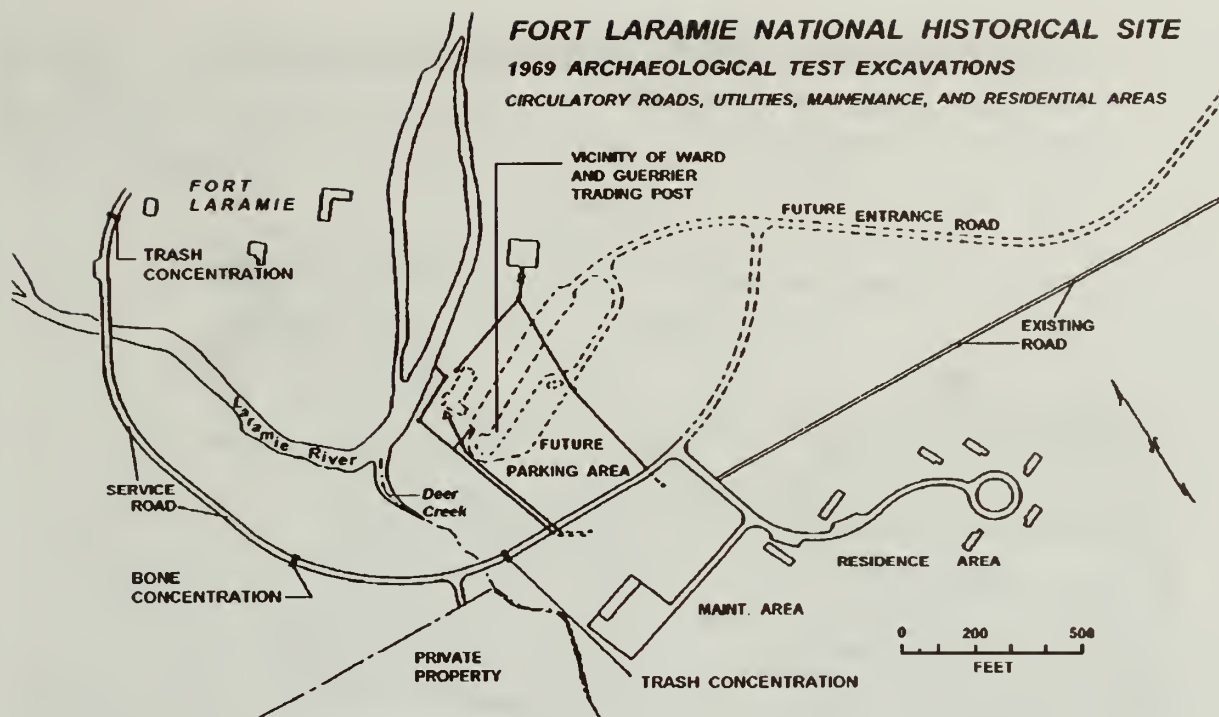 FORT LARAMIE NATIONAL HISTORICAL SITE
1969 ARCHAEOLOGICAL TEST EXCAVATIONS
CIRCULATORY ROADS, UTILITIES, MAINENANCE, AND RESIDENTIAL AREAS
VICINITY OF WARD
AND GUERRIER
TRADING POST
FORT
LARAMIE
TRASH
CONCENTRATION
FUTURE ENTRANCE ROAD
EXISTING
ROAD
Laramie River
FUTURE
PARKING AREA
SERVICE
ROAD
Deer
Creek
BONE
CONCENTRATION
RESIDENCE AREA
MAINT. AREA
PRIVATE
PROPERTY
TRASH CONCENTRATION
0 200 500
FEET
N